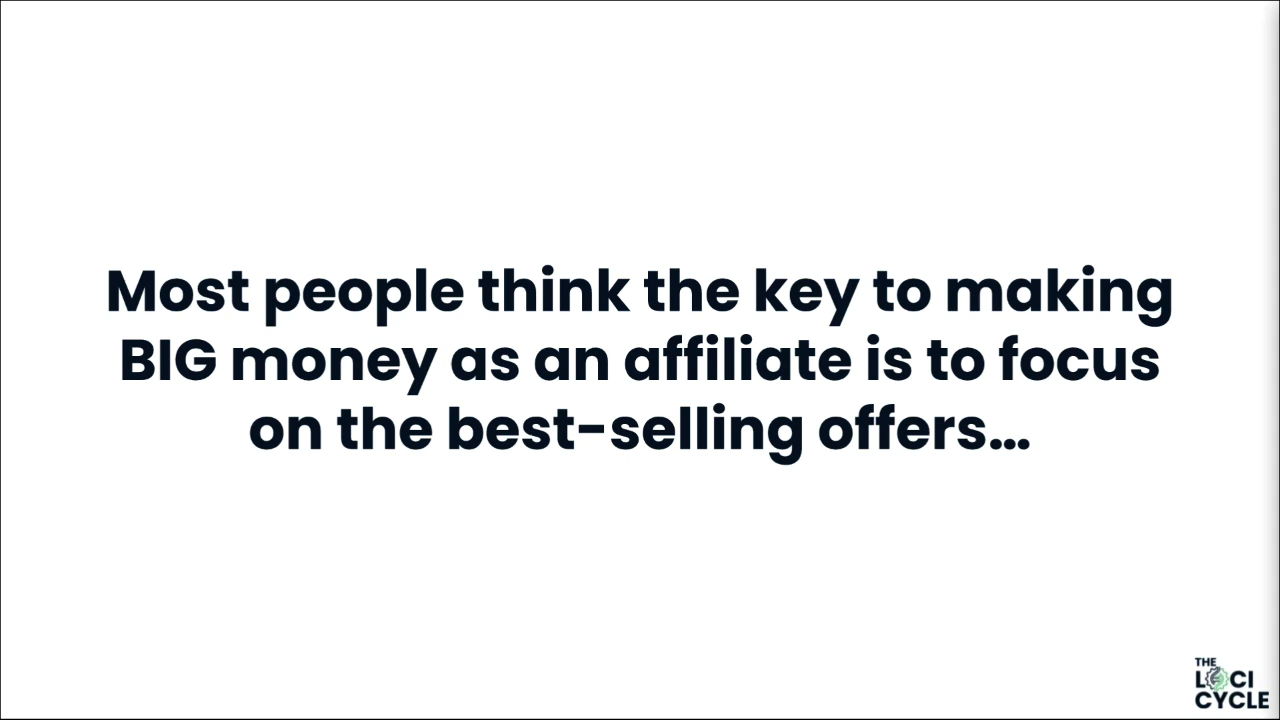 Most people think the key to making
BIG money as an affiliate is to focus
on the best-selling offers...
THE
LOCI
CYCLE